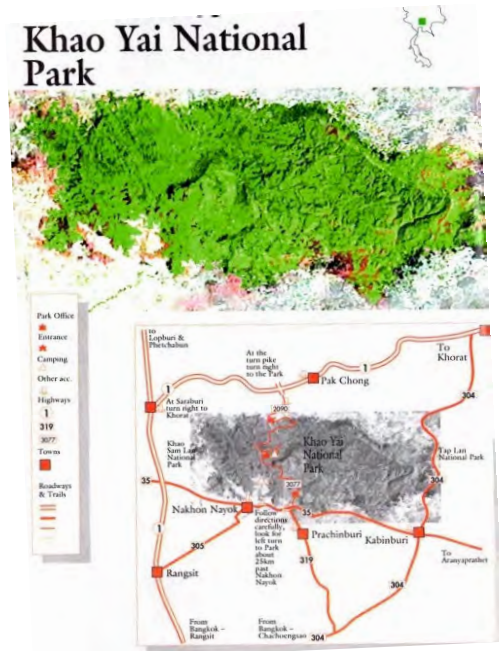 Khao Yai National
Park
Park Office
Entrance
Camping
Other acc.
Highways
1
319
3077
Towns
Roadways
& Trails
to
Lopburi &
Phetchabun
At the
turn pike
turn right
to the Park
To
Khorat
1
Pak Chong
304
1
At Saraburi
turn right to
Khorat
2090
Khao
Sam Lan
National
Park
Khao Yai
National
Park
Tap Lan
National Park
35
3077
304
Nakhon Nayok
35
Follow
directions
carefully,
look for
left turn
to Park
about
25km
past
Nakhon
Nayok
Prachinburi
Kabinburi
1
305
319
To
Aranyaprathet
Rangsit
304
From
Bangkok –
Rangsit
From
Bangkok –
Chachoengsao
304